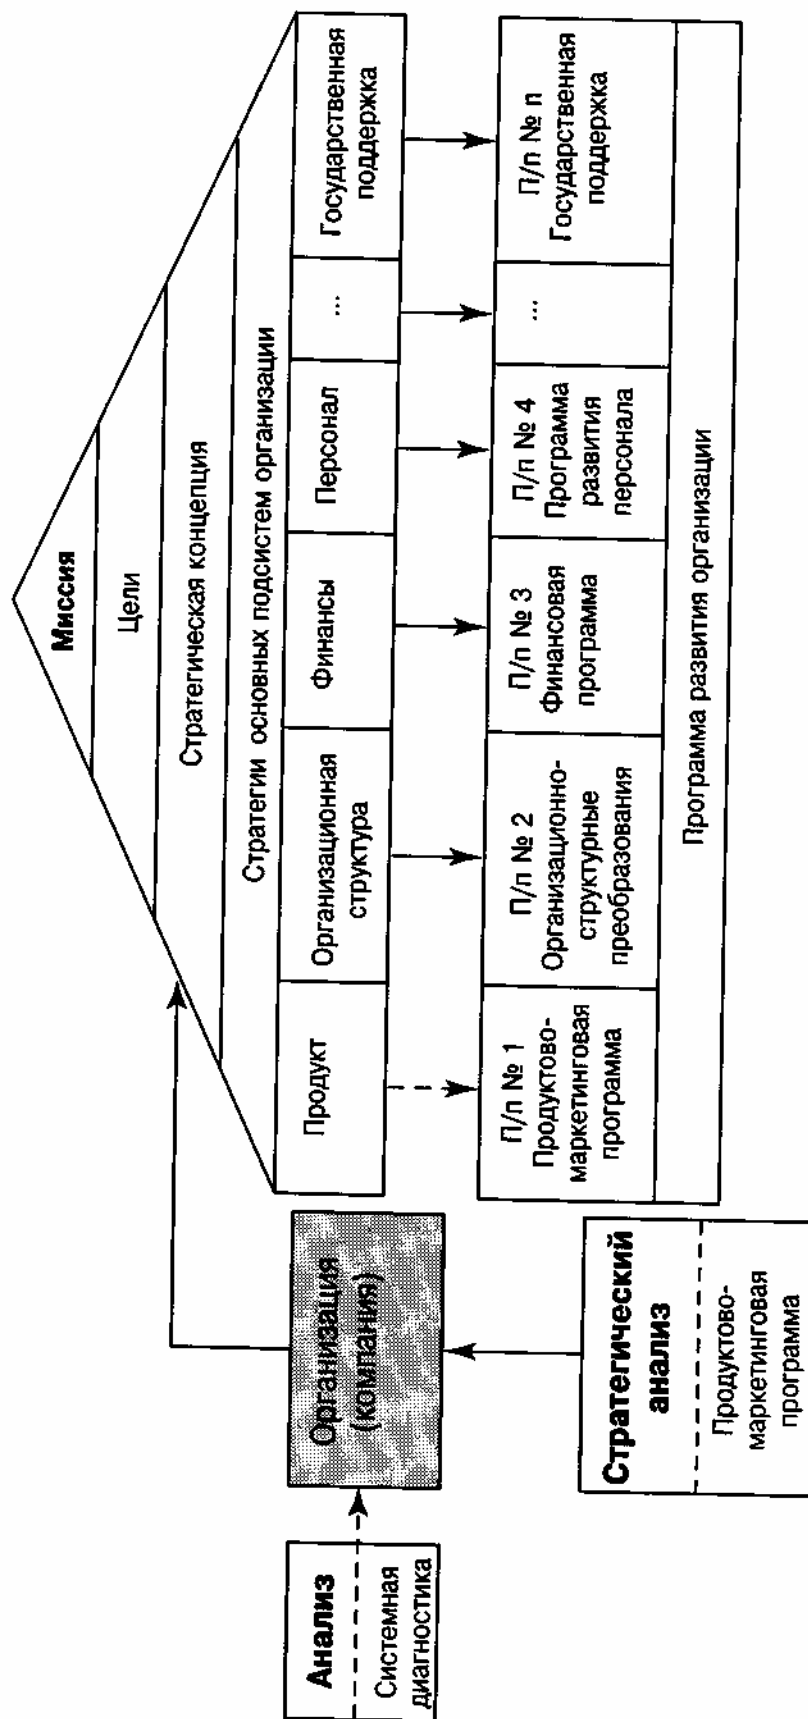 Миссия
Цели
Стратегическая концепция
Стратегии основных подсистем организации
Продукт
Организационная
структура
Финансы
Персонал
...
Государственная
поддержка
П/п № 1
Продуктово-
маркетинговая
программа
П/п № 2
Организационно-
структурные
преобразования
П/п № 3
Финансовая
программа
П/п № 4
Программа
развития
персонала
...
П/п № n
Государственная
поддержка
Программа развития организации
Анализ
Системная
диагностика
Организация
(компания)
Стратегический
анализ
Продуктово-
маркетинговая
программа